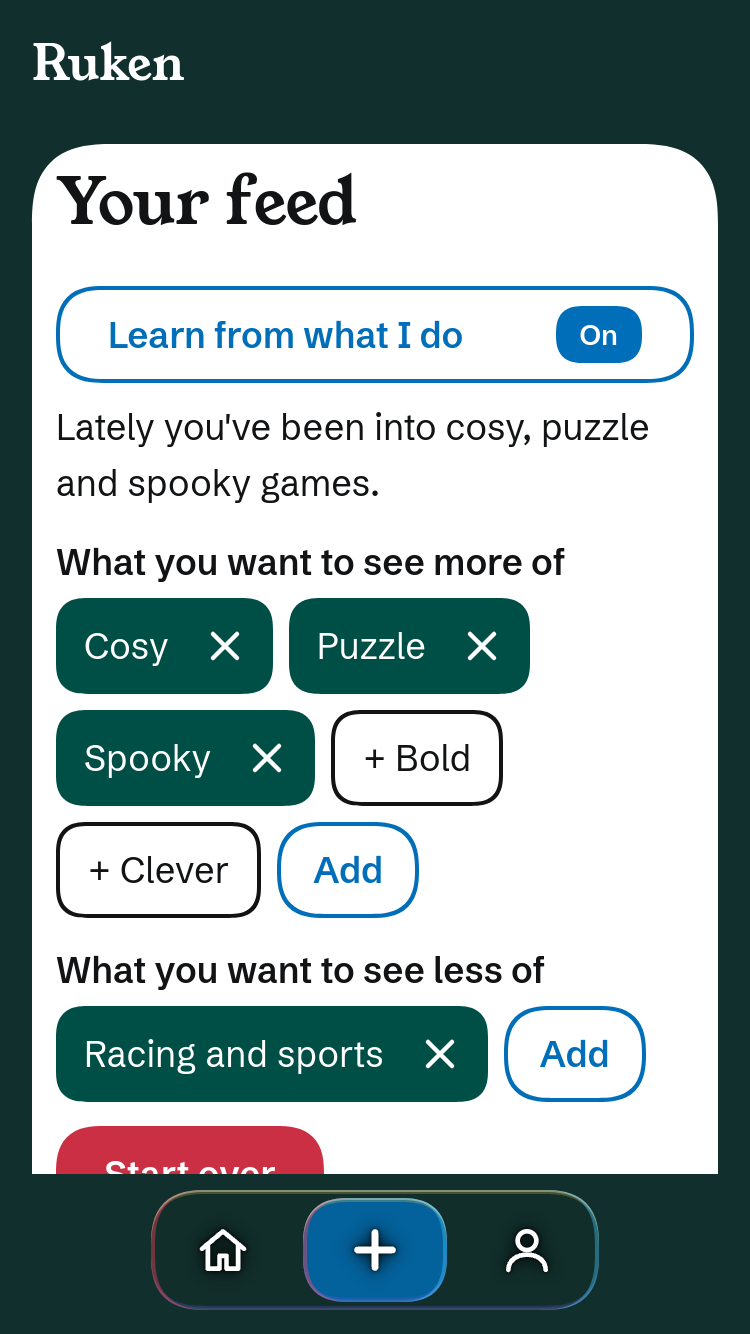 Ruken
Your feed
Learn from what I do On
Lately you've been into cosy, puzzle
and spooky games.
What you want to see more of
Cosy Puzzle
Spooky + Bold
+ Clever Add
What you want to see less of
Racing and sports Add
Start over